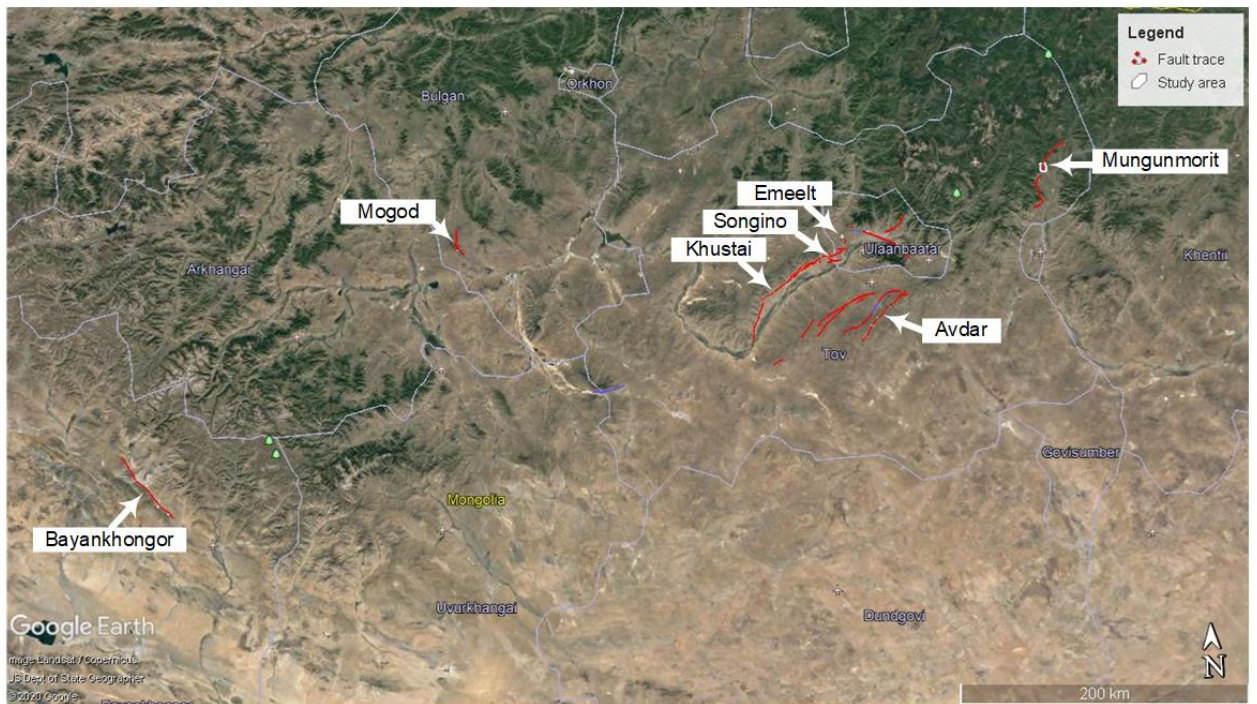 Legend
Fault trace
Study area
Orkhon
Bulgan
Mungunmorit
Emeelt
Mogod
Songino
Khustai
Ulaanbaatar
Khentii
Arkhangai
Avdar
Tov
Govisumber
Mongolia
Bayankhongor
Uvurkhangai
Dundgovi
Google Earth
mage Landsat / Copernicus
US Dept of State Geographer
©2020 Google
N
200 km